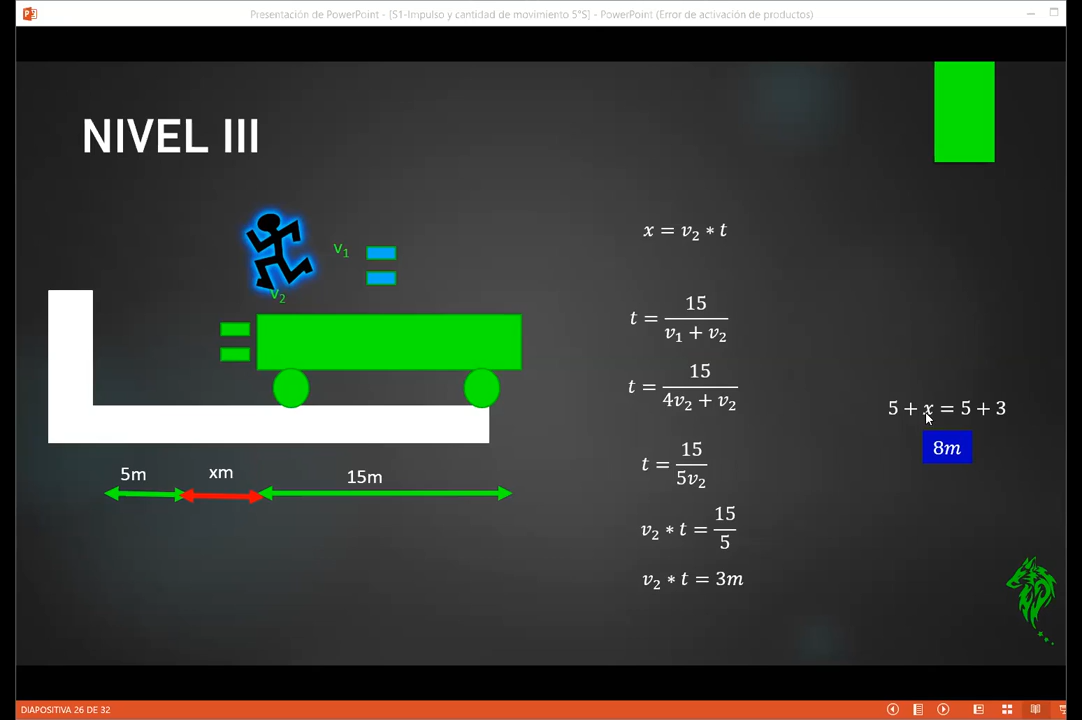 Presentación de PowerPoint - [S1-Impulso y cantidad de movimiento 5°S] - PowerPoint (Error de activación de productos)
NIVEL III
v₁
v₂
5m
xm
15m
x = v₂ * t
t = 15 / (v₁ + v₂)
t = 15 / (4v₂ + v₂)
t = 15 / 5v₂
v₂ * t = 15 / 5
v₂ * t = 3m
5 + x = 5 + 3
8m
DIAPOSITIVA 26 DE 32